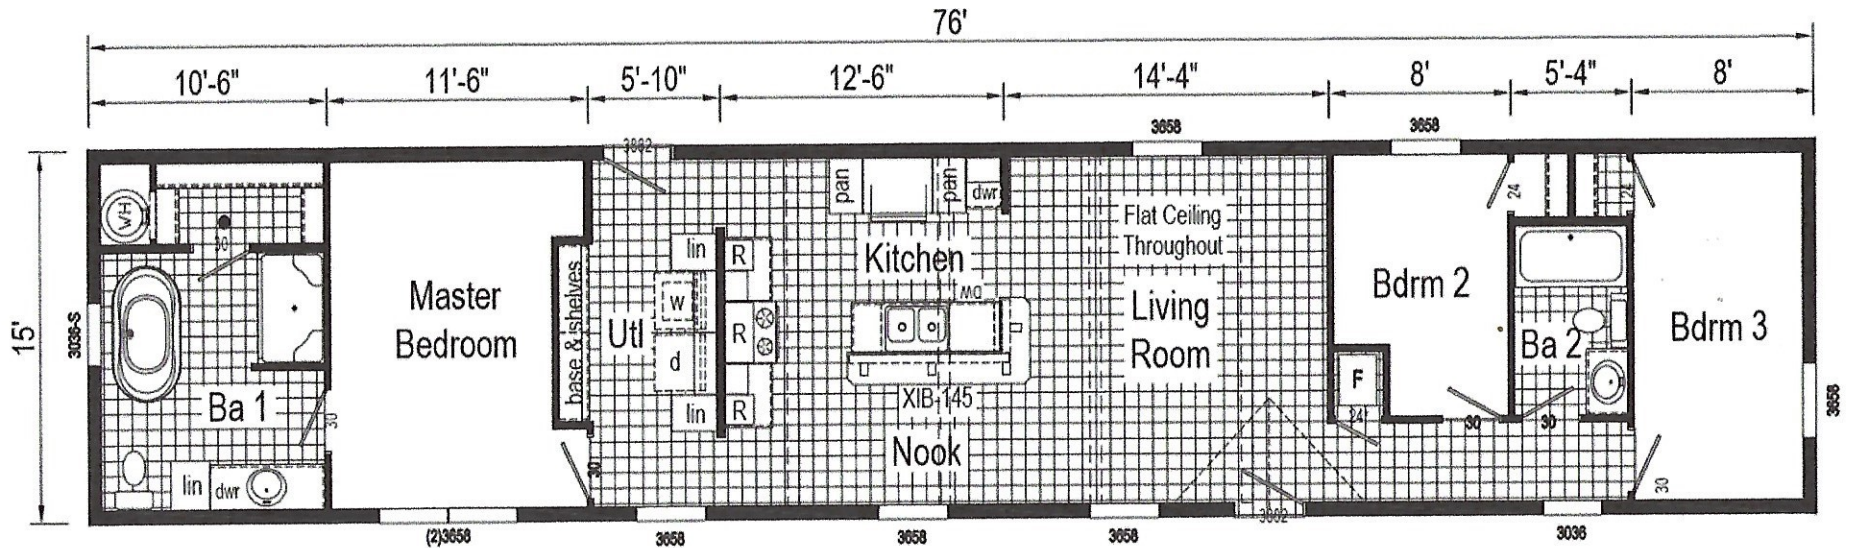 76'
10'-6"
11'-6"
5'-10"
12'-6"
14'-4"
8'
5'-4"
8'
3658
3658
3662
15'
WH
30
pan
pan
dwr
24
24
lin
R
Kitchen
Flat Ceiling
Throughout
Master
Bedroom
base & shelves
Utl
w
d
R
DW
Living
Room
Bdrm 2
Bdrm 3
Ba 2
3036-S
F
24
3658
Ba 1
30
lin
R
XIB-145
Nook
30
30
30
30
lin
dwr
(2)3658
3658
3658
3658
3662
3036